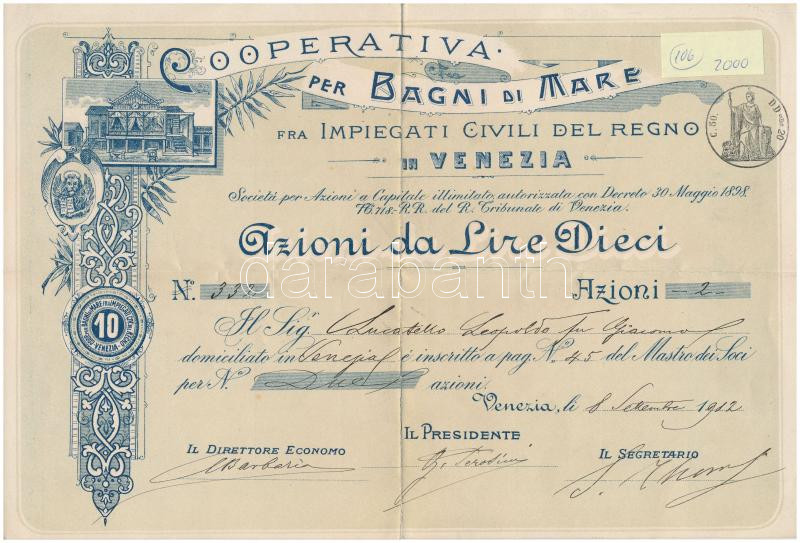 COOPERATIVA
PER BAGNI DI MARE
FRA IMPIEGATI CIVILI DEL REGNO
IN VENEZIA
Società per Azioni a Capitale illimitato, autorizzata con Decreto 30 Maggio 1898.
R.R. del R. Tribunale di Venezia.
Azioni da Lire Dieci
N.º
Azioni 2
Il Sig.r Lucatello Leopoldo fu Giacomo
domiciliato in Venezia è inscritto a pag. N.º 45 del Mastro dei Soci
per N.º Due azioni.
Venezia, li 8 Settembre 1912
IL DIRETTORE ECONOMO
IL PRESIDENTE
IL SEGRETARIO
10
VENEZIA
106
2000
C. 50.
20
darabanth